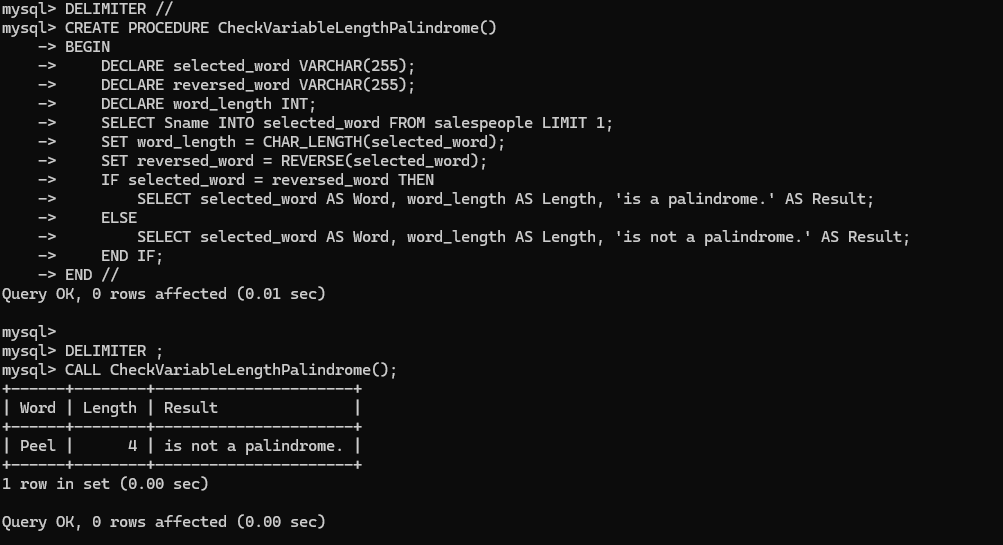 mysql> DELIMITER //
mysql> CREATE PROCEDURE CheckVariableLengthPalindrome()
    -> BEGIN
    ->     DECLARE selected_word VARCHAR(255);
    ->     DECLARE reversed_word VARCHAR(255);
    ->     DECLARE word_length INT;
    ->     SELECT Sname INTO selected_word FROM salespeople LIMIT 1;
    ->     SET word_length = CHAR_LENGTH(selected_word);
    ->     SET reversed_word = REVERSE(selected_word);
    ->     IF selected_word = reversed_word THEN
    ->         SELECT selected_word AS Word, word_length AS Length, 'is a palindrome.' AS Result;
    ->     ELSE
    ->         SELECT selected_word AS Word, word_length AS Length, 'is not a palindrome.' AS Result;
    ->     END IF;
    -> END //
Query OK, 0 rows affected (0.01 sec)

mysql>
mysql> DELIMITER ;
mysql> CALL CheckVariableLengthPalindrome();
+------+--------+----------------------+
| Word | Length | Result               |
+------+--------+----------------------+
| Peel |      4 | is not a palindrome. |
+------+--------+----------------------+
1 row in set (0.00 sec)

Query OK, 0 rows affected (0.00 sec)